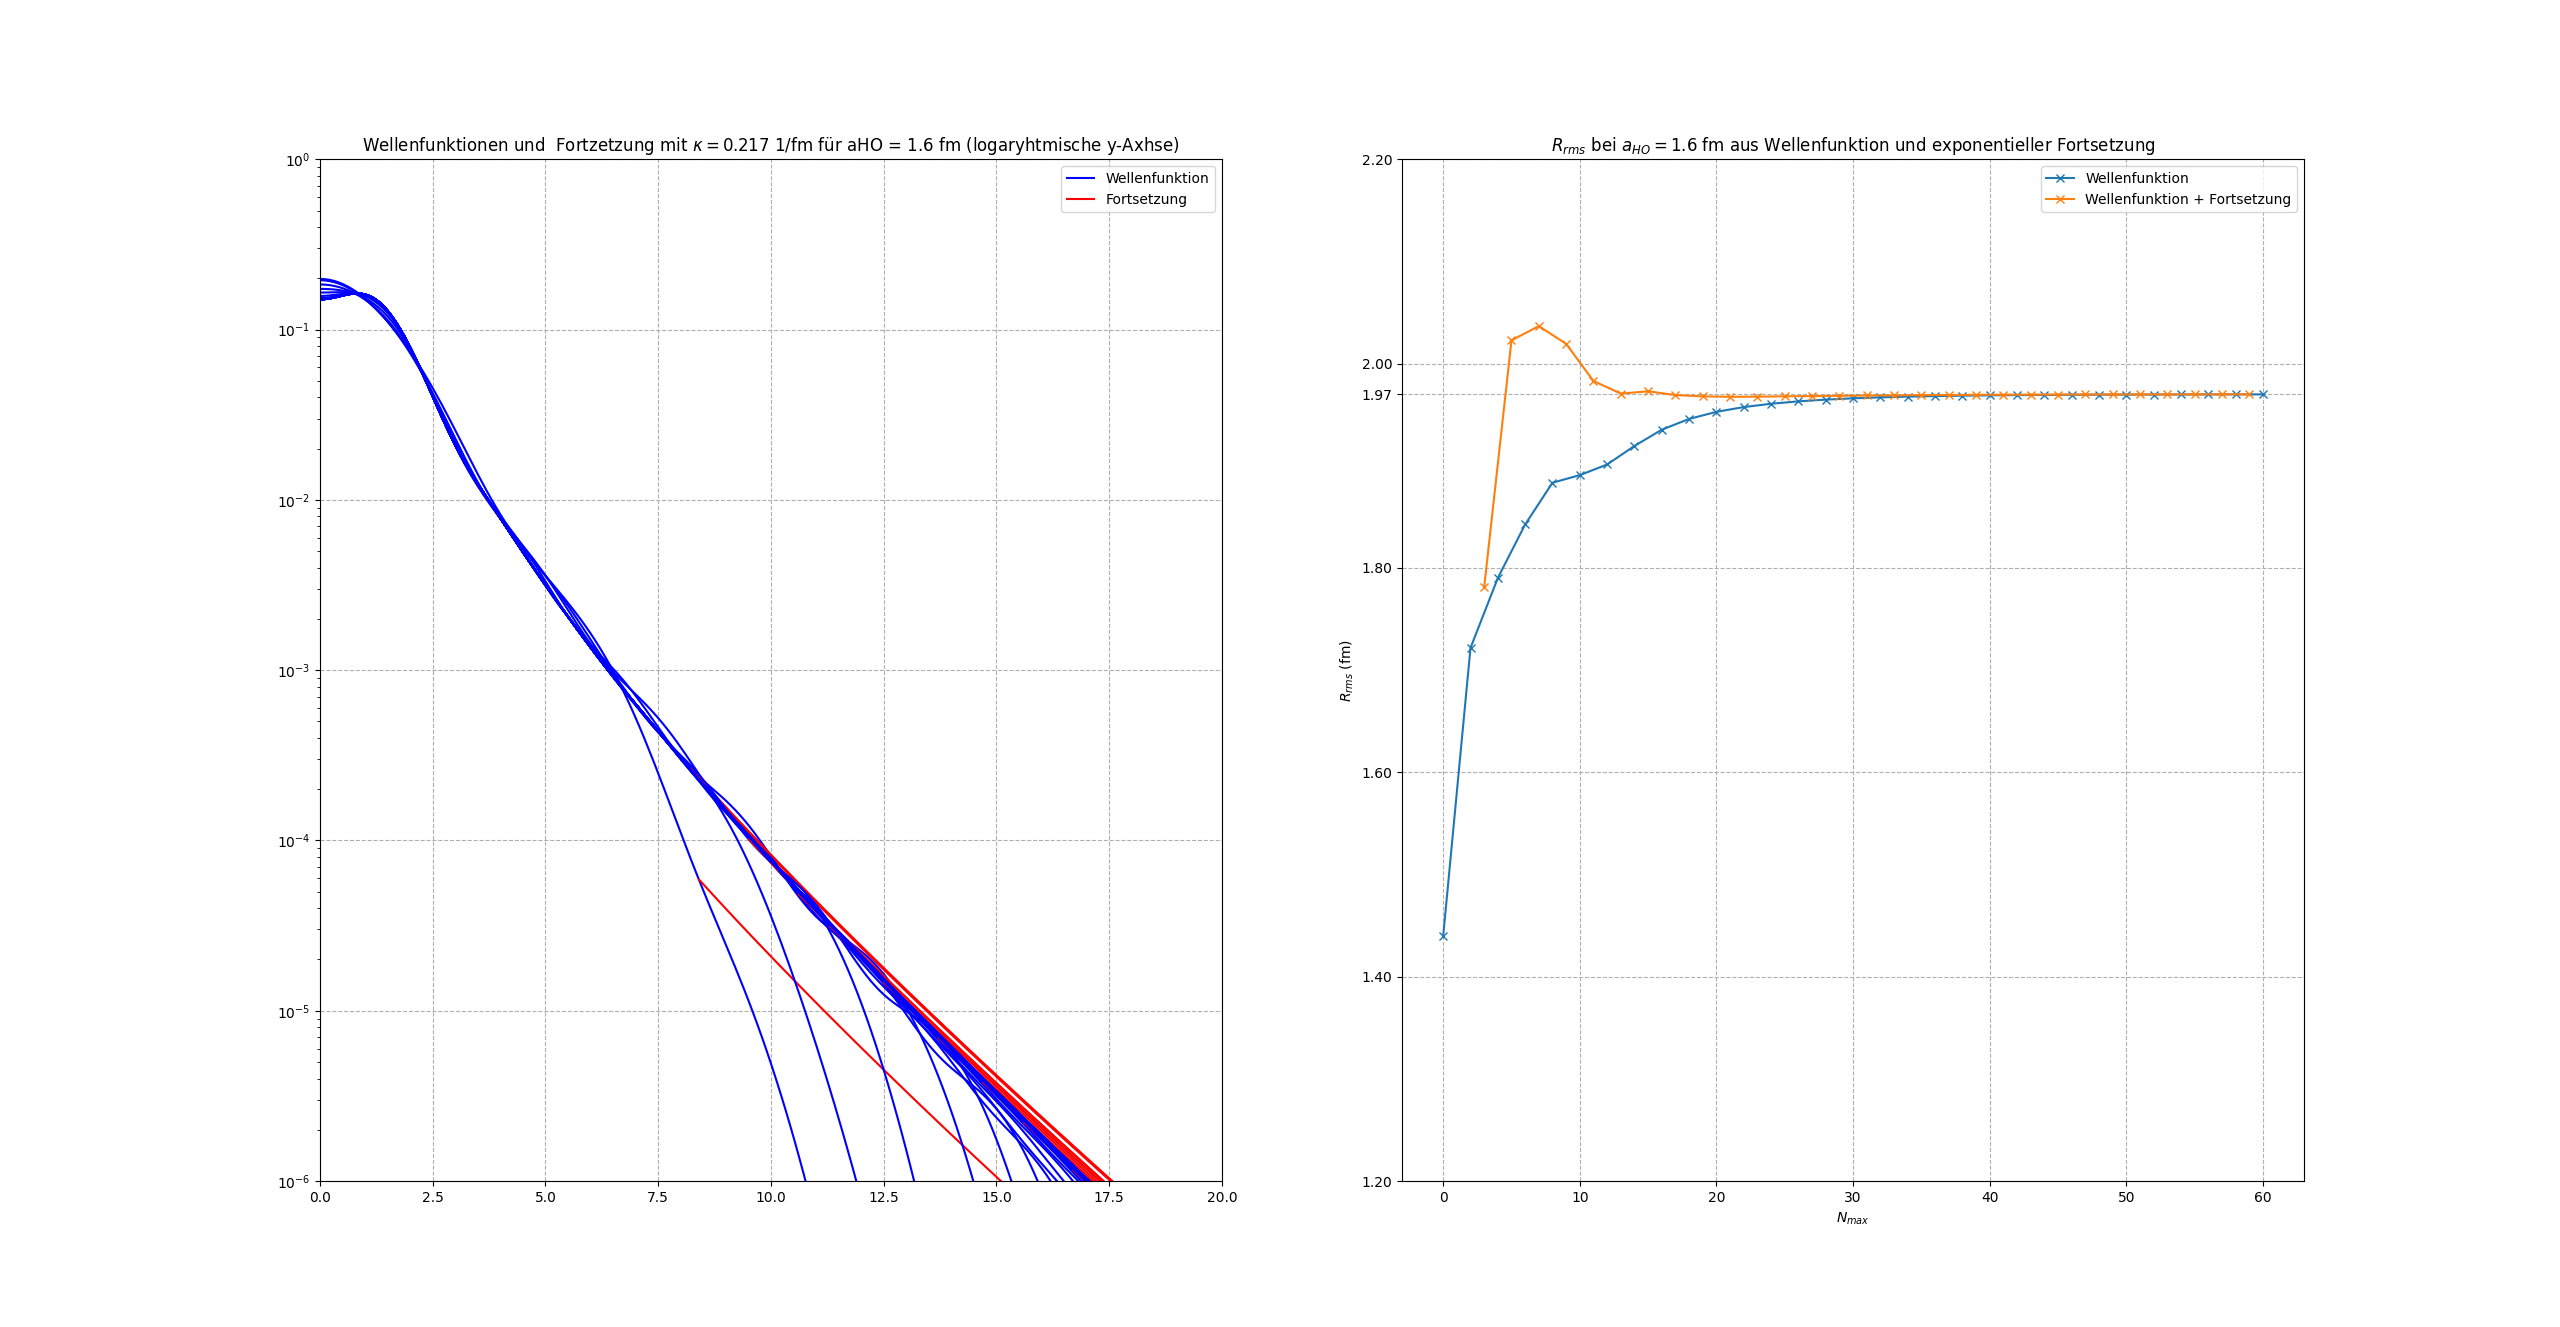 Wellenfunktionen und  Fortzetzung mit κ = 0.217 1/fm für aHO = 1.6 fm (logaryhtmische y-Axhse)
Wellenfunktion
Fortsetzung
10⁰
10⁻¹
10⁻²
10⁻³
10⁻⁴
10⁻⁵
10⁻⁶
0.0 2.5 5.0 7.5 10.0 12.5 15.0 17.5 20.0
R_rms bei a_HO = 1.6 fm aus Wellenfunktion und exponentieller Fortsetzung
Wellenfunktion
Wellenfunktion + Fortsetzung
2.20
2.00
1.97
1.80
1.60
1.40
1.20
R_rms (fm)
0 10 20 30 40 50 60
N_max